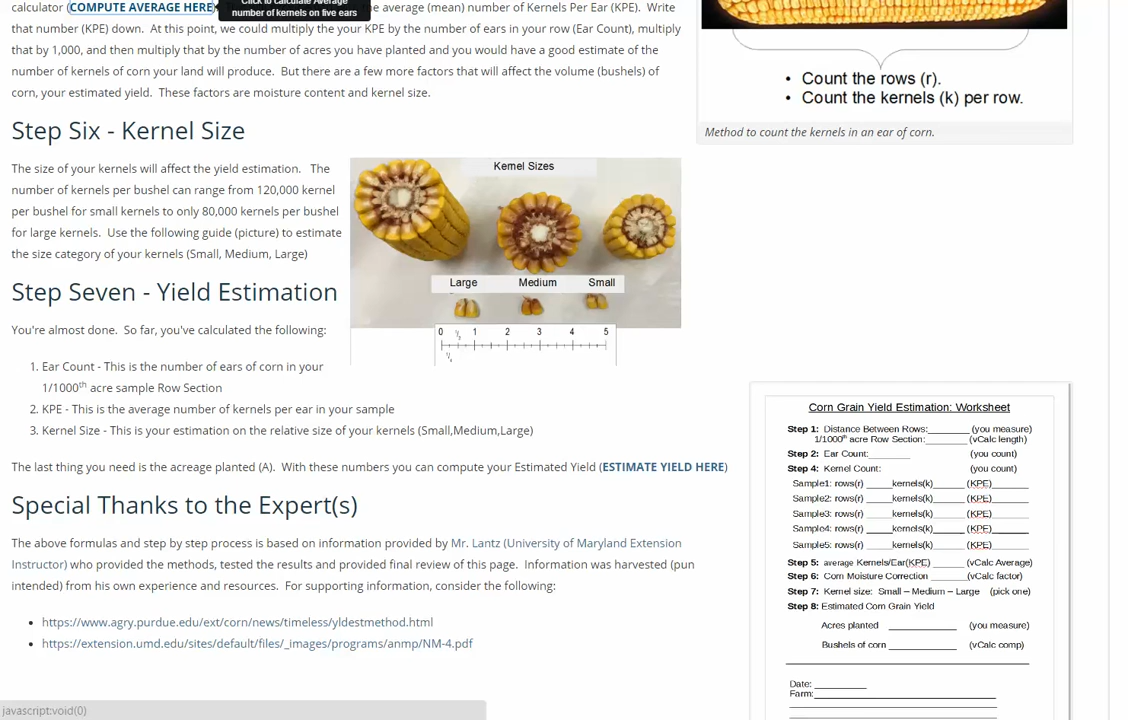 calculator (COMPUTE AVERAGE HERE)
Click to calculate Average
number of kernels on five ears
e average (mean) number of Kernels Per Ear (KPE). Write
that number (KPE) down. At this point, we could multiply the your KPE by the number of ears in your row (Ear Count), multiply
that by 1,000, and then multiply that by the number of acres you have planted and you would have a good estimate of the
number of kernels of corn your land will produce. But there are a few more factors that will affect the volume (bushels) of
corn, your estimated yield. These factors are moisture content and kernel size.
• Count the rows (r).
• Count the kernels (k) per row.
Method to count the kernels in an ear of corn.
Step Six - Kernel Size
The size of your kernels will affect the yield estimation. The
number of kernels per bushel can range from 120,000 kernel
per bushel for small kernels to only 80,000 kernels per bushel
for large kernels. Use the following guide (picture) to estimate
the size category of your kernels (Small, Medium, Large)
Kernel Sizes
Large Medium Small
0 ½ 1 2 3 4 5
¼
Step Seven - Yield Estimation
You're almost done. So far, you've calculated the following:
1. Ear Count - This is the number of ears of corn in your
1/1000th acre sample Row Section
2. KPE - This is the average number of kernels per ear in your sample
3. Kernel Size - This is your estimation on the relative size of your kernels (Small,Medium,Large)
The last thing you need is the acreage planted (A). With these numbers you can compute your Estimated Yield (ESTIMATE YIELD HERE)
Special Thanks to the Expert(s)
The above formulas and step by step process is based on information provided by Mr. Lantz (University of Maryland Extension
Instructor) who provided the methods, tested the results and provided final review of this page. Information was harvested (pun
intended) from his own experience and resources. For supporting information, consider the following:
• https://www.agry.purdue.edu/ext/corn/news/timeless/yldestmethod.html
• https://extension.umd.edu/sites/default/files/_images/programs/anmp/NM-4.pdf
Corn Grain Yield Estimation: Worksheet
Step 1: Distance Between Rows:________ (you measure)
1/1000th acre Row Section:________ (vCalc length)
Step 2: Ear Count:________ (you count)
Step 4: Kernel Count: (you count)
Sample1: rows(r) _____kernels(k)______ (KPE)_______
Sample2: rows(r) _____kernels(k)______ (KPE)_______
Sample3: rows(r) _____kernels(k)______ (KPE)_______
Sample4: rows(r) _____kernels(k)______ (KPE)_______
Sample5: rows(r) _____kernels(k)______ (KPE)_______
Step 5: average Kernels/Ear(KPE) ______ (vCalc Average)
Step 6: Corn Moisture Correction _______(vCalc factor)
Step 7: Kernel size: Small – Medium – Large (pick one)
Step 8: Estimated Corn Grain Yield
Acres planted ____________ (you measure)
Bushels of corn ____________ (vCalc comp)
Date: __________
Farm:__________________________________
javascript:void(0)